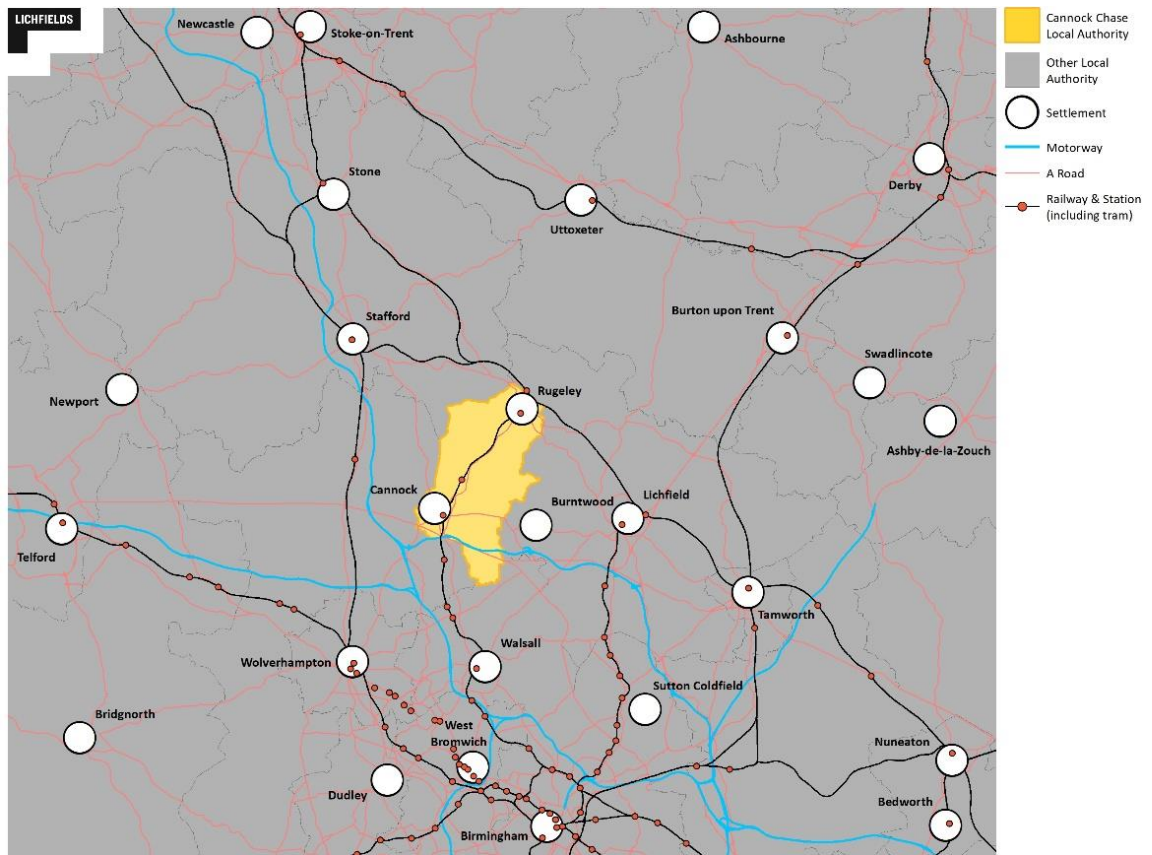 LICHFIELDS
Newcastle
Stoke-on-Trent
Ashbourne
Stone
Derby
Uttoxeter
Stafford
Burton upon Trent
Swadlincote
Newport
Rugeley
Ashby-de-la-Zouch
Cannock
Burntwood
Lichfield
Telford
Tamworth
Wolverhampton
Walsall
Sutton Coldfield
Bridgnorth
West
Bromwich
Nuneaton
Dudley
Bedworth
Birmingham
Cannock Chase
Local Authority
Other Local
Authority
Settlement
Motorway
A Road
Railway & Station
(including tram)